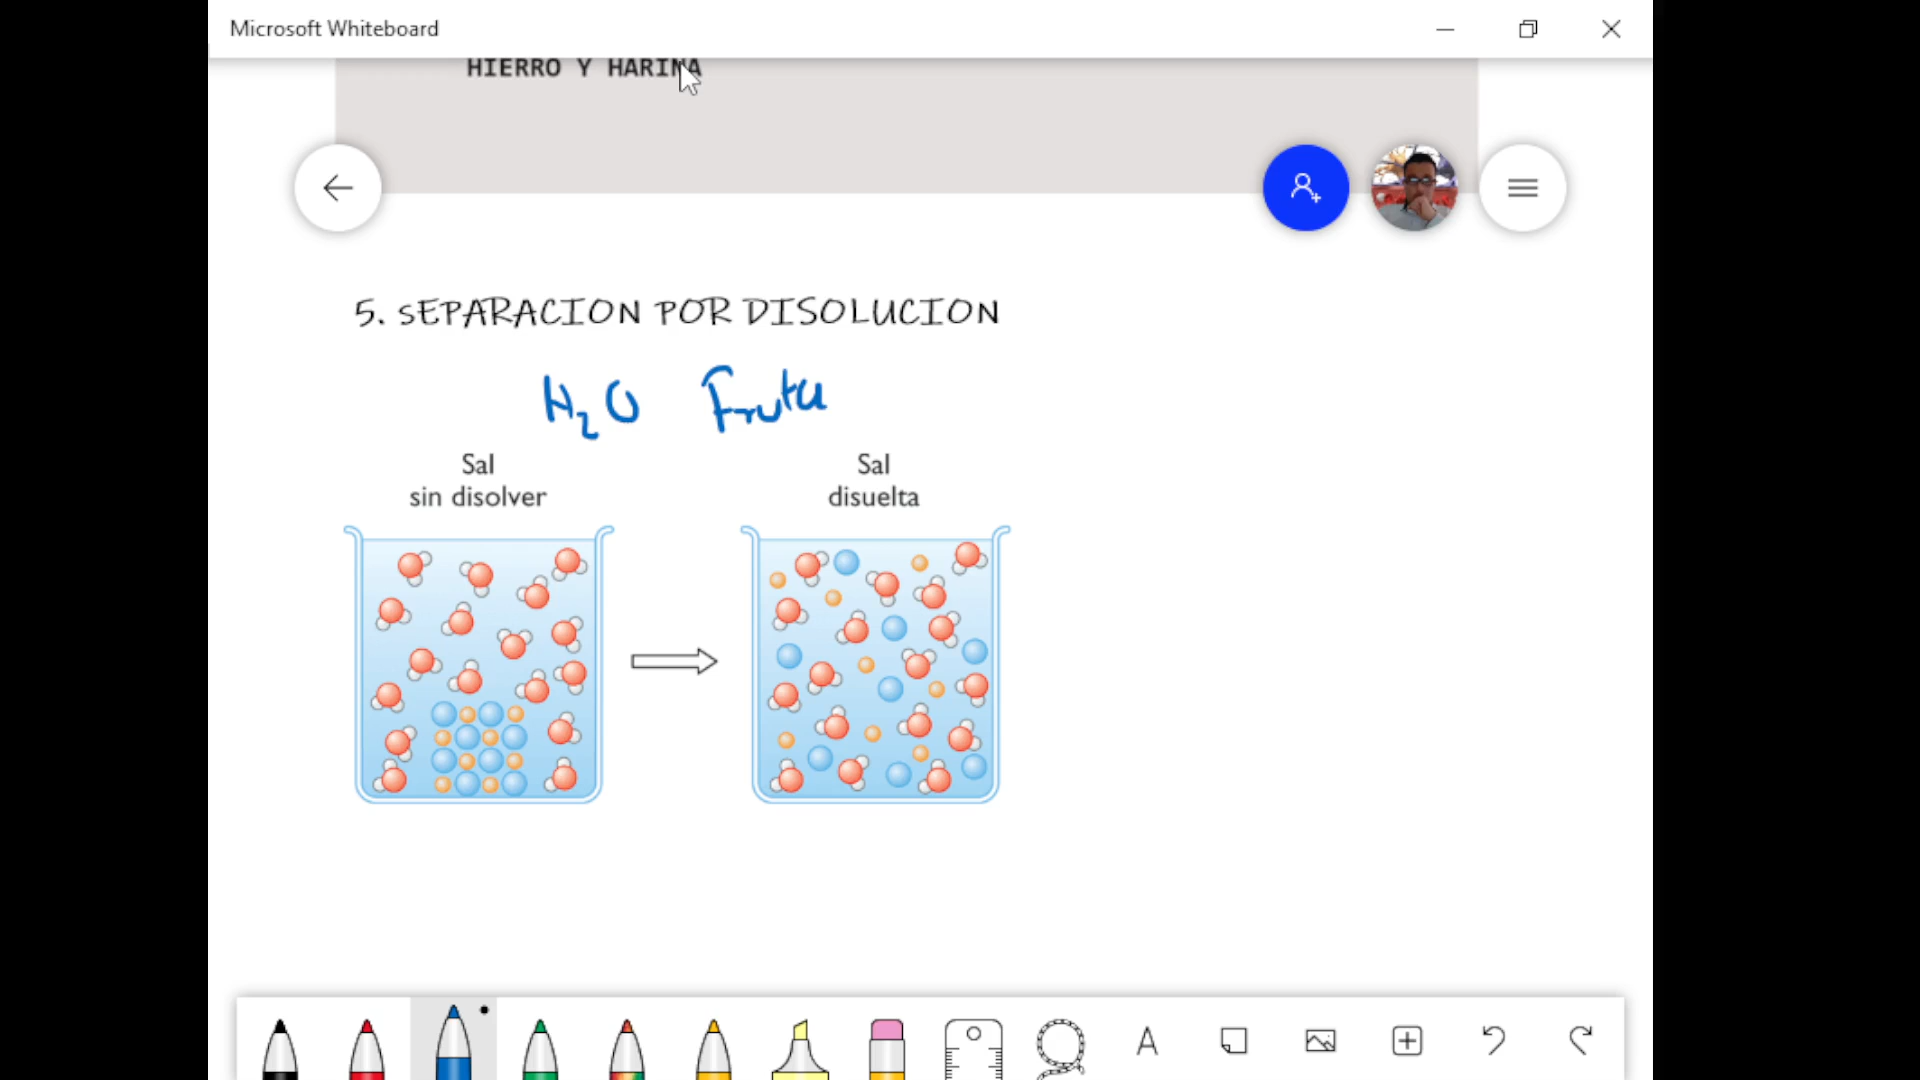 Microsoft Whiteboard
HIERRO Y HARINA
5. SEPARACION POR DISOLUCION
H₂O Fruta
Sal
sin disolver
Sal
disuelta